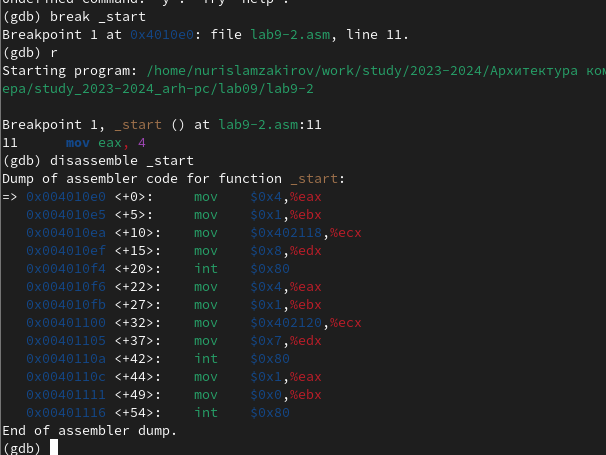 (gdb) break _start
Breakpoint 1 at 0x4010e0: file lab9-2.asm, line 11.
(gdb) r
Starting program: /home/nurislamzakirov/work/study/2023-2024/Архитектура ком
ера/study_2023-2024_arh-pc/lab09/lab9-2
Breakpoint 1, _start () at lab9-2.asm:11
11      mov eax, 4
(gdb) disassemble _start
Dump of assembler code for function _start:
=> 0x004010e0 <+0>:     mov    $0x4,%eax
   0x004010e5 <+5>:     mov    $0x1,%ebx
   0x004010ea <+10>:    mov    $0x402118,%ecx
   0x004010ef <+15>:    mov    $0x8,%edx
   0x004010f4 <+20>:    int    $0x80
   0x004010f6 <+22>:    mov    $0x4,%eax
   0x004010fb <+27>:    mov    $0x1,%ebx
   0x00401100 <+32>:    mov    $0x402120,%ecx
   0x00401105 <+37>:    mov    $0x7,%edx
   0x0040110a <+42>:    int    $0x80
   0x0040110c <+44>:    mov    $0x1,%eax
   0x00401111 <+49>:    mov    $0x0,%ebx
   0x00401116 <+54>:    int    $0x80
End of assembler dump.
(gdb)